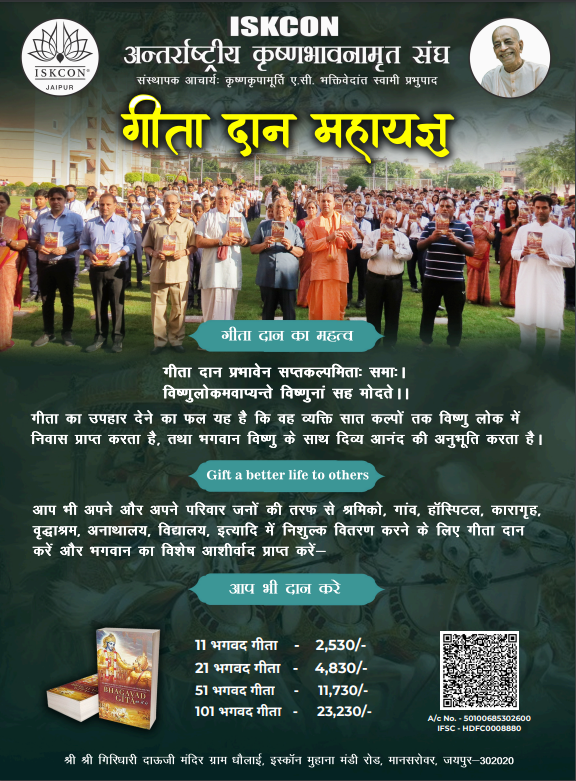 ISKCON
अन्तर्राष्ट्रीय कृष्णभावनामृत संघ
संस्थापक आचार्यः कृष्णकृपामूर्ति ए.सी. भक्तिवेदांत स्वामी प्रभुपाद
ISKCON®
JAIPUR
गीता दान महायज्ञ
गीता दान का महत्व
गीता दान प्रभावेन सप्तकल्पमिताः समाः।
विष्णुलोकमवाप्यन्ते विष्णुनां सह मोदते।।
गीता का उपहार देने का फल यह है कि वह व्यक्ति सात कल्पों तक विष्णु लोक में
निवास प्राप्त करता है, तथा भगवान विष्णु के साथ दिव्य आनंद की अनुभूति करता है।
Gift a better life to others
आप भी अपने और अपने परिवार जनों की तरफ से श्रमिको, गांव, हॉस्पिटल, कारागृह,
वृद्धाश्रम, अनाथालय, विद्यालय, इत्यादि में निशुल्क वितरण करने के लिए गीता दान
करें और भगवान का विशेष आशीर्वाद प्राप्त करें–
आप भी दान करे
11 भगवद गीता - 2,530/-
21 भगवद गीता - 4,830/-
51 भगवद गीता - 11,730/-
101 भगवद गीता - 23,230/-
BHAGAVAD
GITA
A/c No. - 50100685302600
IFSC - HDFC0008880
श्री श्री गिरिधारी दाऊजी मंदिर ग्राम धौलाई, इस्कॉन मुहाना मंडी रोड, मानसरोवर, जयपुर–302020